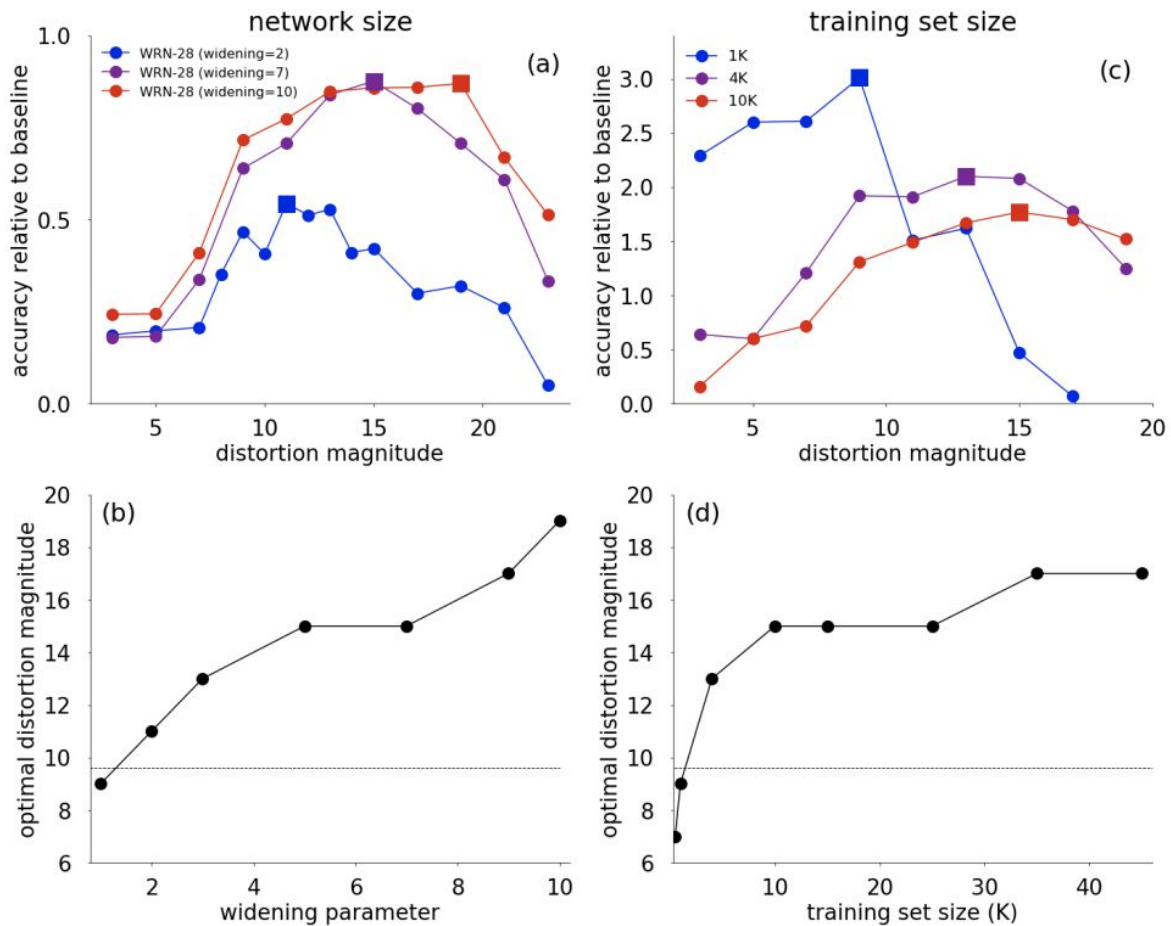 network size
1.0
0.5
0.0
accuracy relative to baseline
WRN-28 (widening=2)
WRN-28 (widening=7)
WRN-28 (widening=10)
(a)
5 10 15 20
distortion magnitude
training set size
3.0
2.5
2.0
1.5
1.0
0.5
0.0
accuracy relative to baseline
1K
4K
10K
(c)
5 10 15 20
distortion magnitude
(b)
20
18
16
14
12
10
8
6
optimal distortion magnitude
2 4 6 8 10
widening parameter
(d)
20
18
16
14
12
10
8
6
optimal distortion magnitude
10 20 30 40
training set size (K)